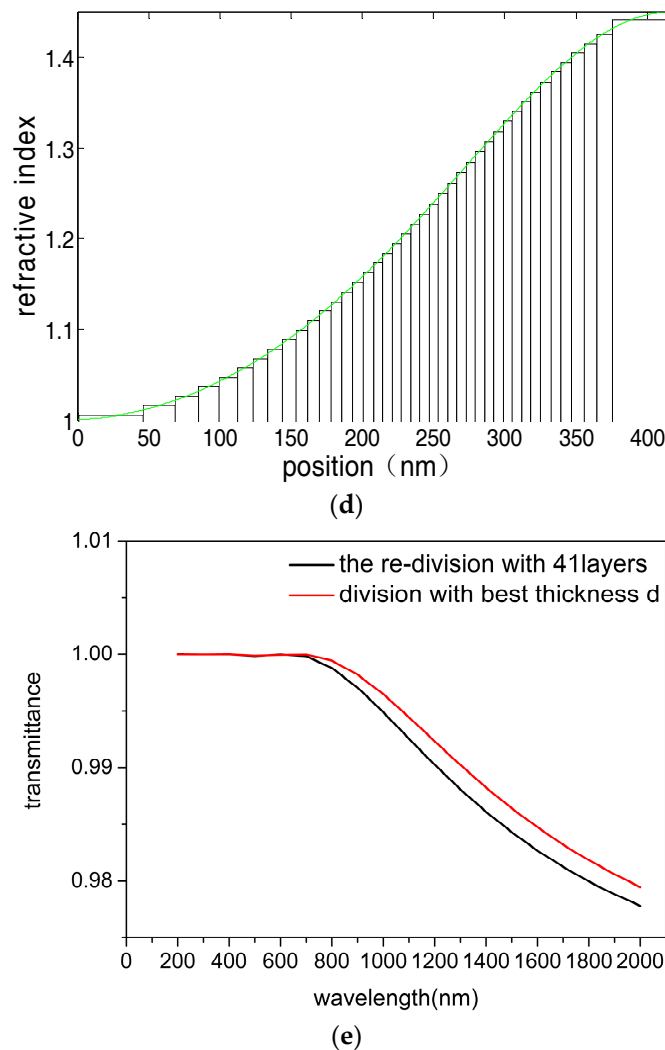 1.4
1.3
1.2
1.1
1
refractive index
0 50 100 150 200 250 300 350 400
position（nm）
(d)
1.01
1.00
0.99
0.98
transmittance
the re-division with 41layers
division with best thickness d
0 200 400 600 800 1000 1200 1400 1600 1800 2000
wavelength(nm)
(e)